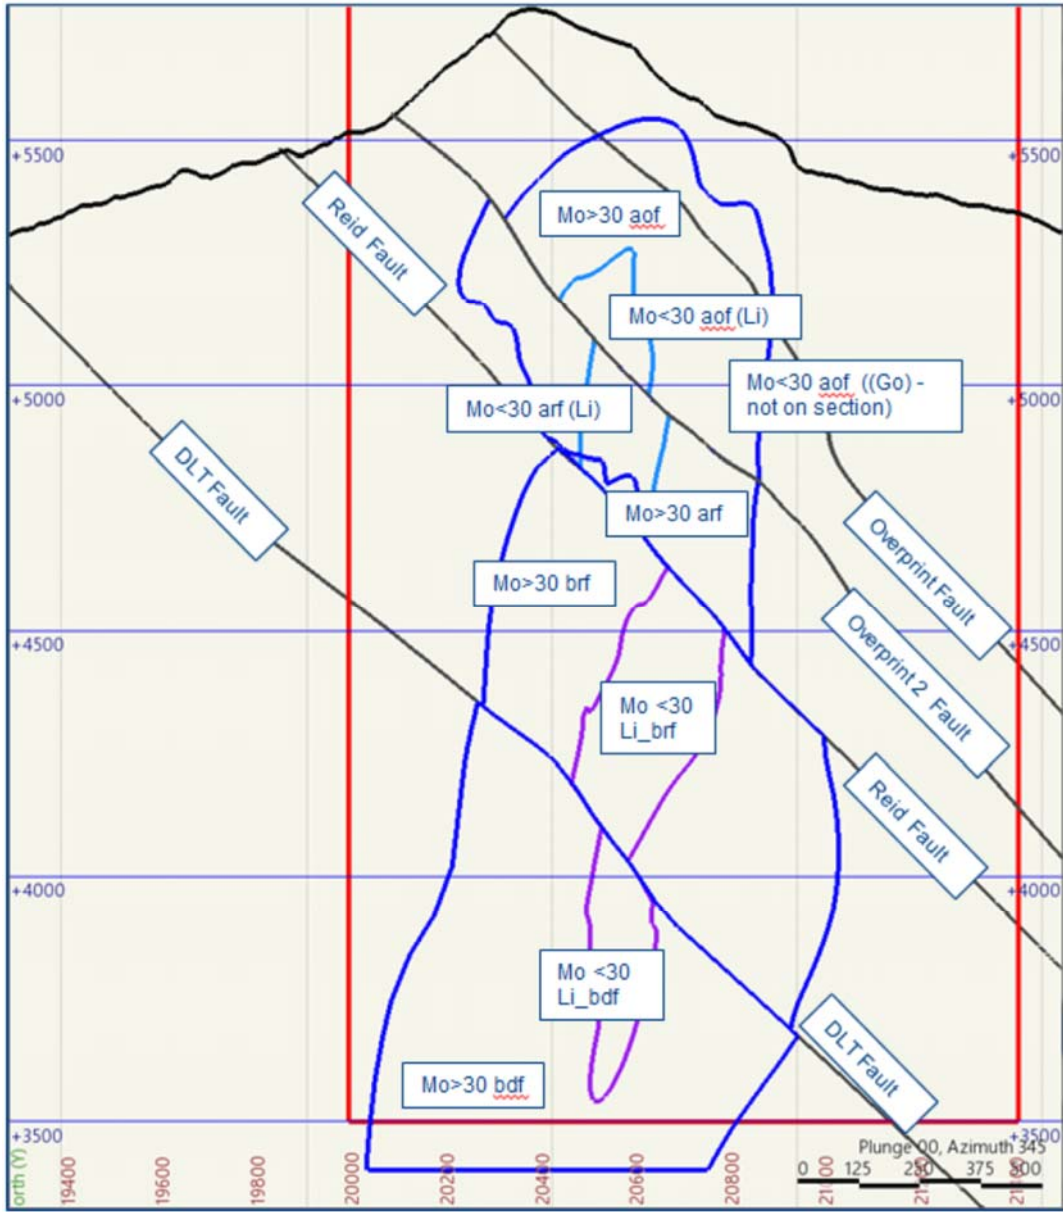 +5500
+5500
Mo>30 aof
Reid Fault
Mo<30 aof (Li)
Mo<30 aof ((Go) -
not on section)
+5000
+5000
Mo<30 arf (Li)
DLT Fault
Mo>30 arf
Overprint Fault
Mo>30 brf
+4500
+4500
Overprint 2 Fault
Mo <30
Li_brf
Reid Fault
+4000
+4000
Mo <30
Li_bdf
DLT Fault
Mo>30 bdf
+3500
+3500
Plunge 00, Azimuth 345
0 125 250 375 500
orth (Y)
19400
19600
19800
20000
20200
20400
20600
20800